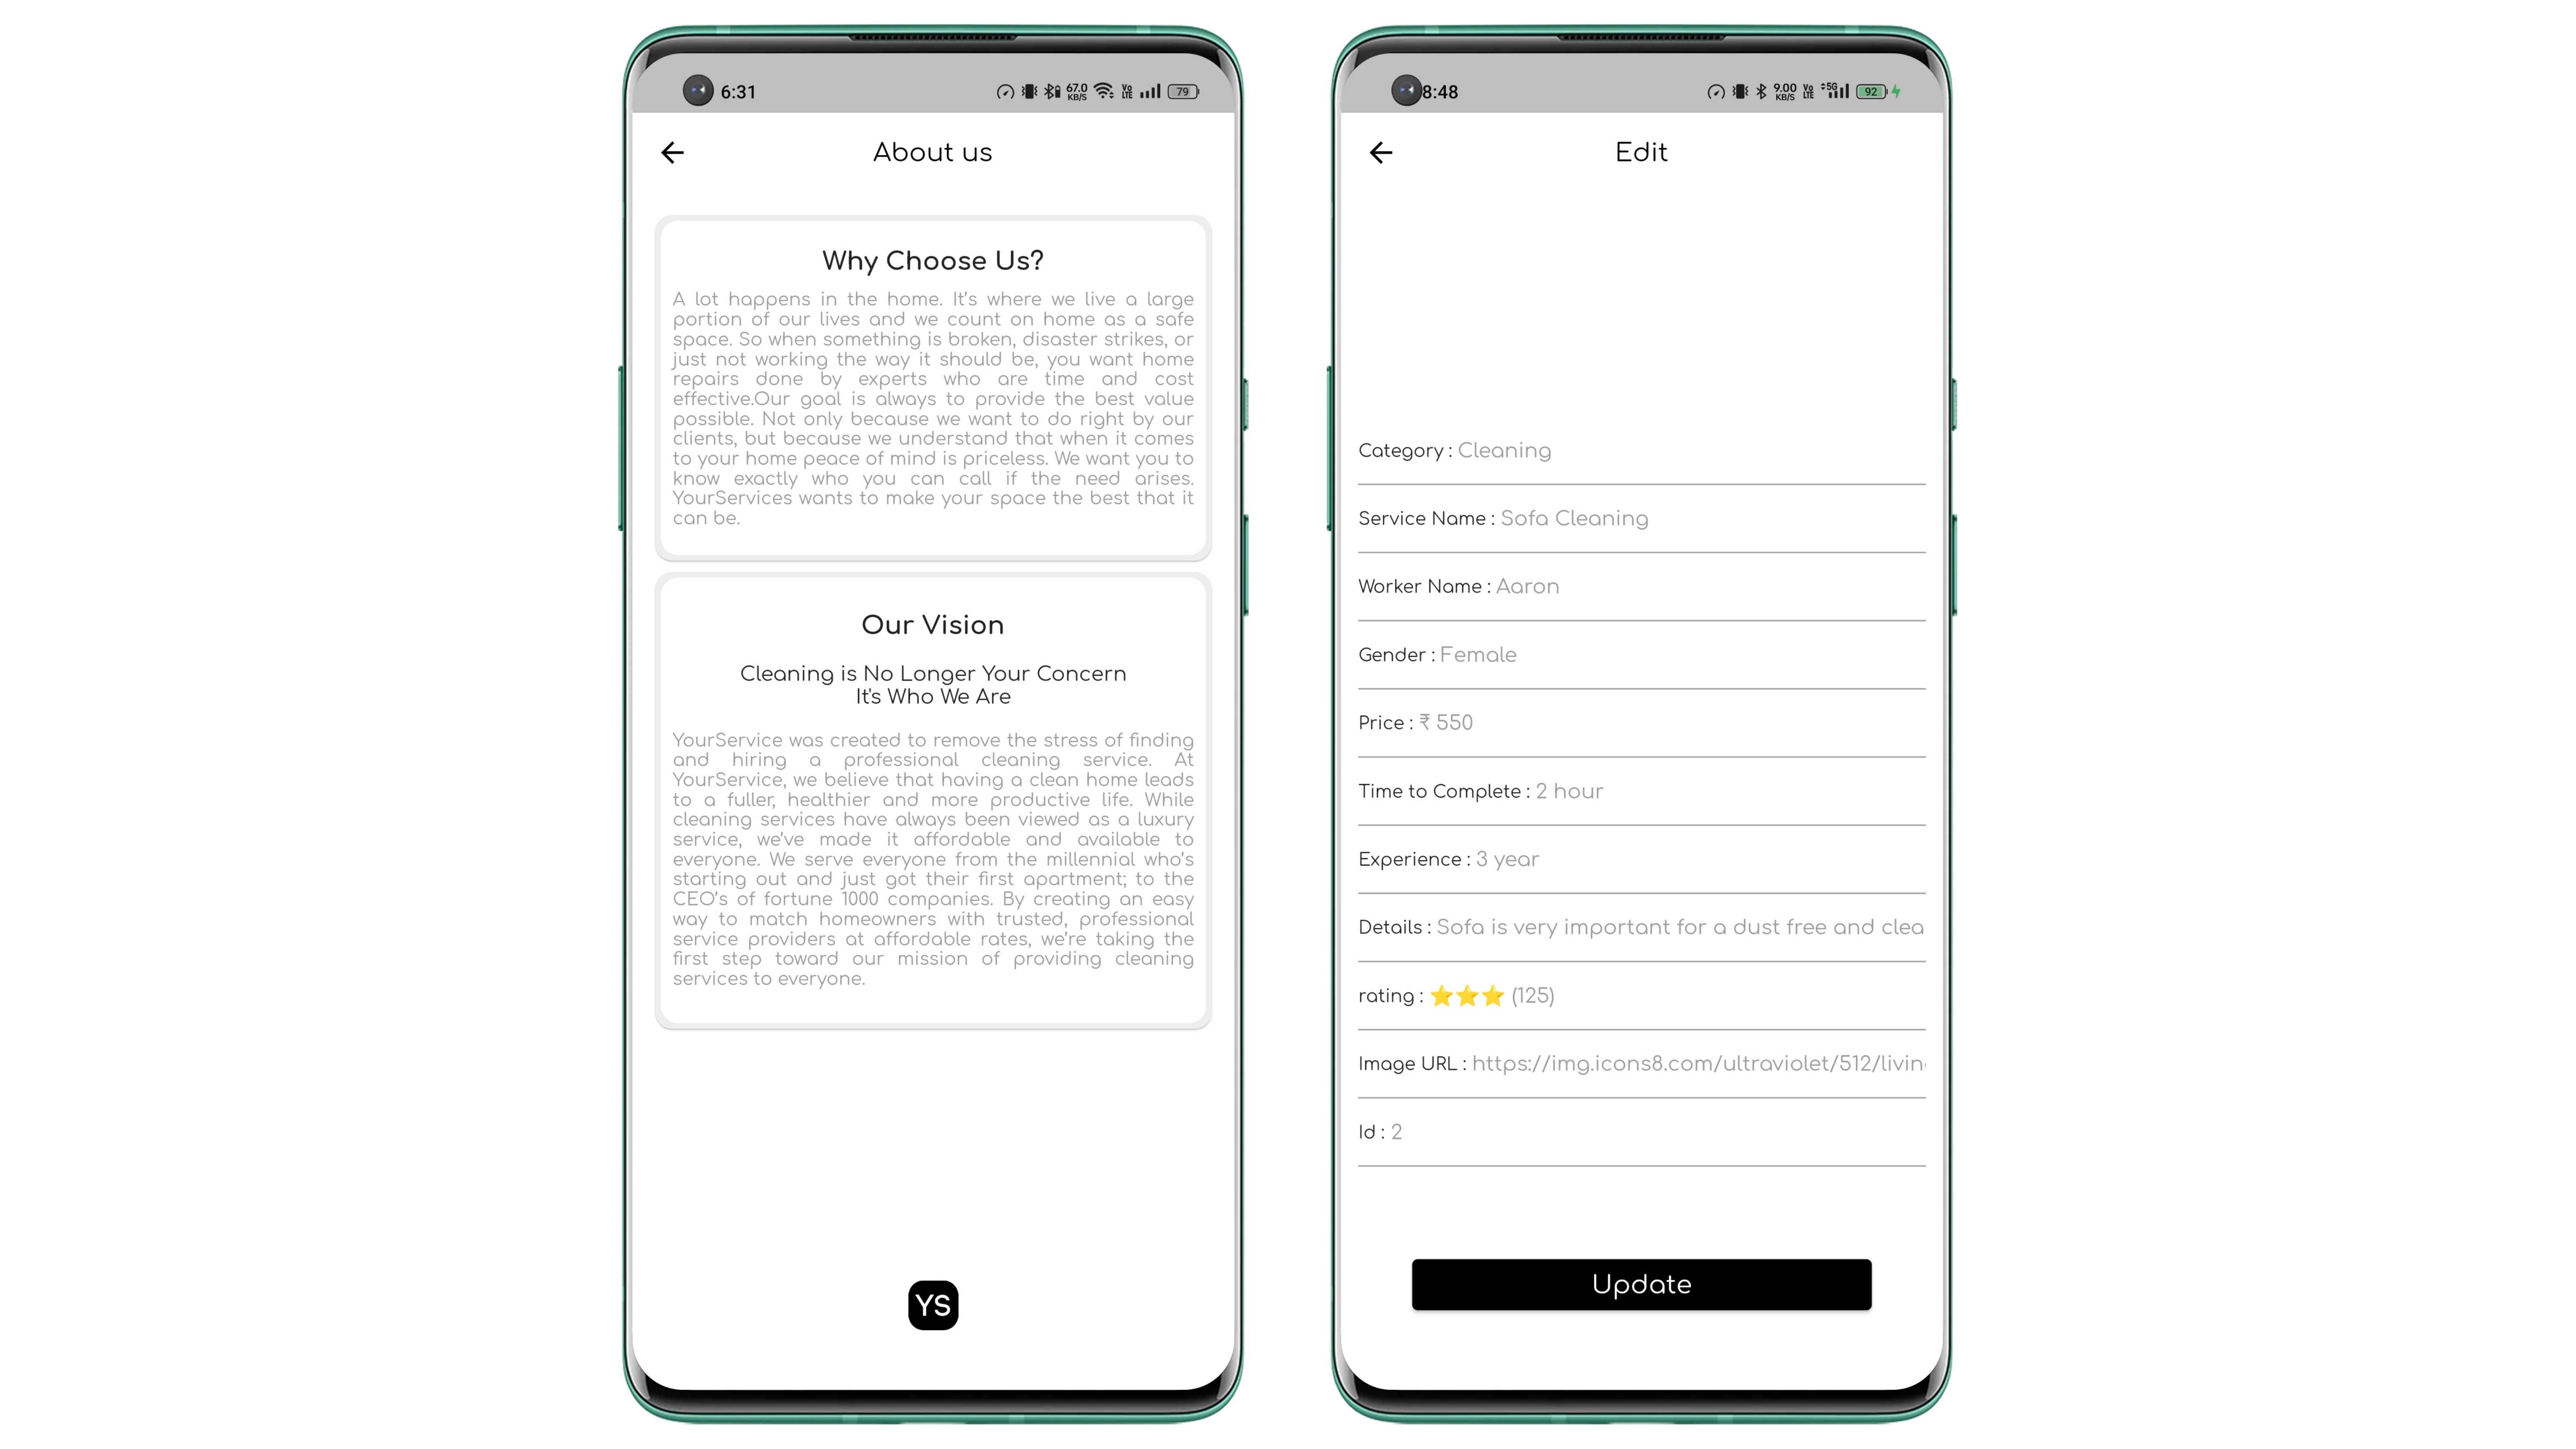 6:31
67.0
KB/S
Vo
LTE
79
About us
Why Choose Us?
A lot happens in the home. It's where we live a large
portion of our lives and we count on home as a safe
space. So when something is broken, disaster strikes, or
just not working the way it should be, you want home
repairs done by experts who are time and cost
effective.Our goal is always to provide the best value
possible. Not only because we want to do right by our
clients, but because we understand that when it comes
to your home peace of mind is priceless. We want you to
know exactly who you can call if the need arises.
YourServices wants to make your space the best that it
can be.
Our Vision
Cleaning is No Longer Your Concern
It's Who We Are
YourService was created to remove the stress of finding
and hiring a professional cleaning service. At
YourService, we believe that having a clean home leads
to a fuller, healthier and more productive life. While
cleaning services have always been viewed as a luxury
service, we've made it affordable and available to
everyone. We serve everyone from the millennial who's
starting out and just got their first apartment; to the
CEO's of fortune 1000 companies. By creating an easy
way to match homeowners with trusted, professional
service providers at affordable rates, we're taking the
first step toward our mission of providing cleaning
services to everyone.
YS
8:48
9.00
KB/S
Vo
LTE
5G
92
Edit
Category : Cleaning
Service Name : Sofa Cleaning
Worker Name : Aaron
Gender : Female
Price : ₹ 550
Time to Complete : 2 hour
Experience : 3 year
Details : Sofa is very important for a dust free and clea
rating : ⭐⭐⭐ (125)
Image URL : https://img.icons8.com/ultraviolet/512/livin
Id : 2
Update